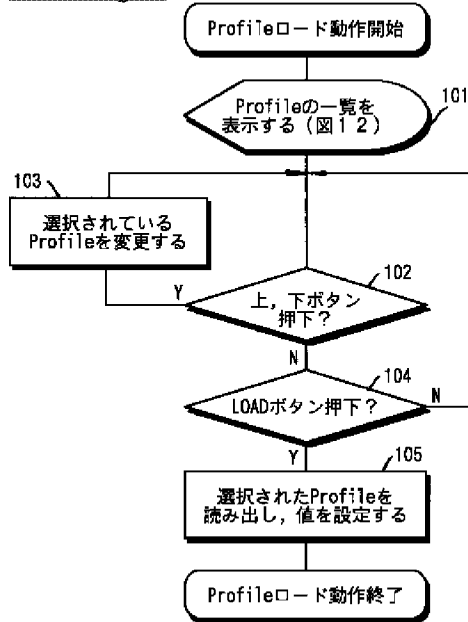 Profileロード動作開始
Profileの一覧を
表示する(図12)
101
103
選択されている
Profileを変更する
102
上,下ボタン
押下?
Y
N
104
LOADボタン押下?
N
Y
105
選択されたProfileを
読み出し,値を設定する
Profileロード動作終了